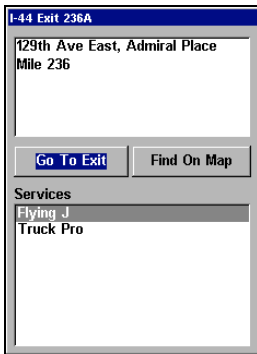 I-44 Exit 236A
129th Ave East, Admiral Place
Mile 236
Go To Exit
Find On Map
Services
Flying J
Truck Pro